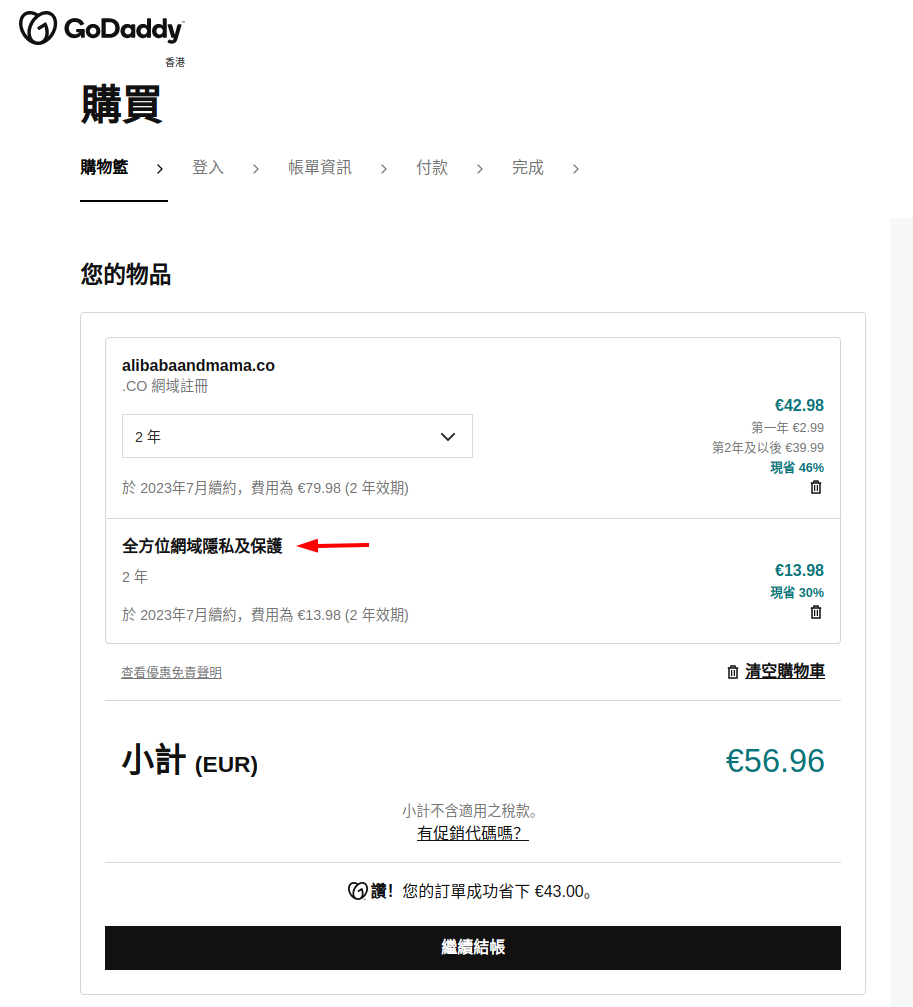 GoDaddy
香港
購買
購物籃 登入 帳單資訊 付款 完成
您的物品
alibabaandmama.co
.CO 網域註冊
€42.98
2 年
第一年 €2.99
第2年及以後 €39.99
現省 46%
於 2023年7月續約，費用為 €79.98 (2 年效期)
全方位網域隱私及保護
2 年
€13.98
現省 30%
於 2023年7月續約，費用為 €13.98 (2 年效期)
查看優惠免責聲明 清空購物車
小計 (EUR) €56.96
小計不含適用之稅款。
有促銷代碼嗎？
讚！ 您的訂單成功省下 €43.00。
繼續結帳